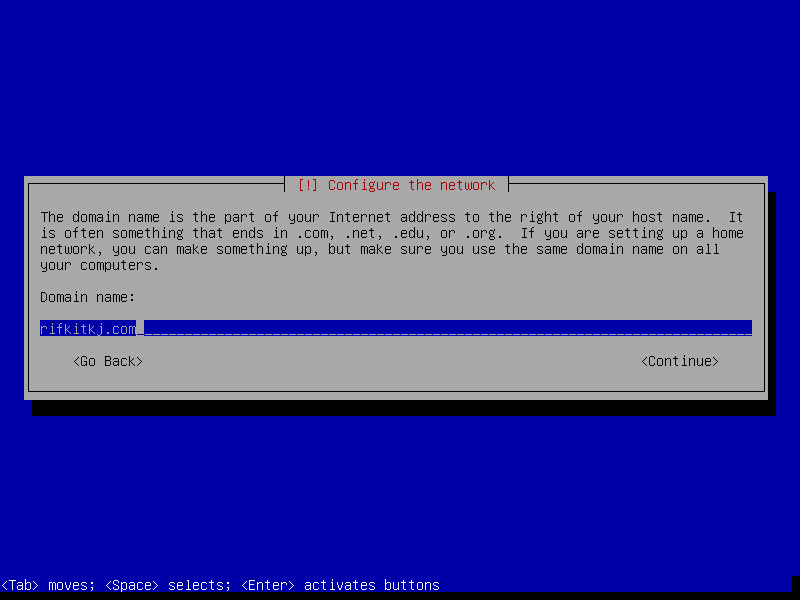 [!] Configure the network
The domain name is the part of your Internet address to the right of your host name.  It
is often something that ends in .com, .net, .edu, or .org.  If you are setting up a home
network, you can make something up, but make sure you use the same domain name on all
your computers.
Domain name:
rifkitkj.com
<Go Back> <Continue>
<Tab> moves; <Space> selects; <Enter> activates buttons